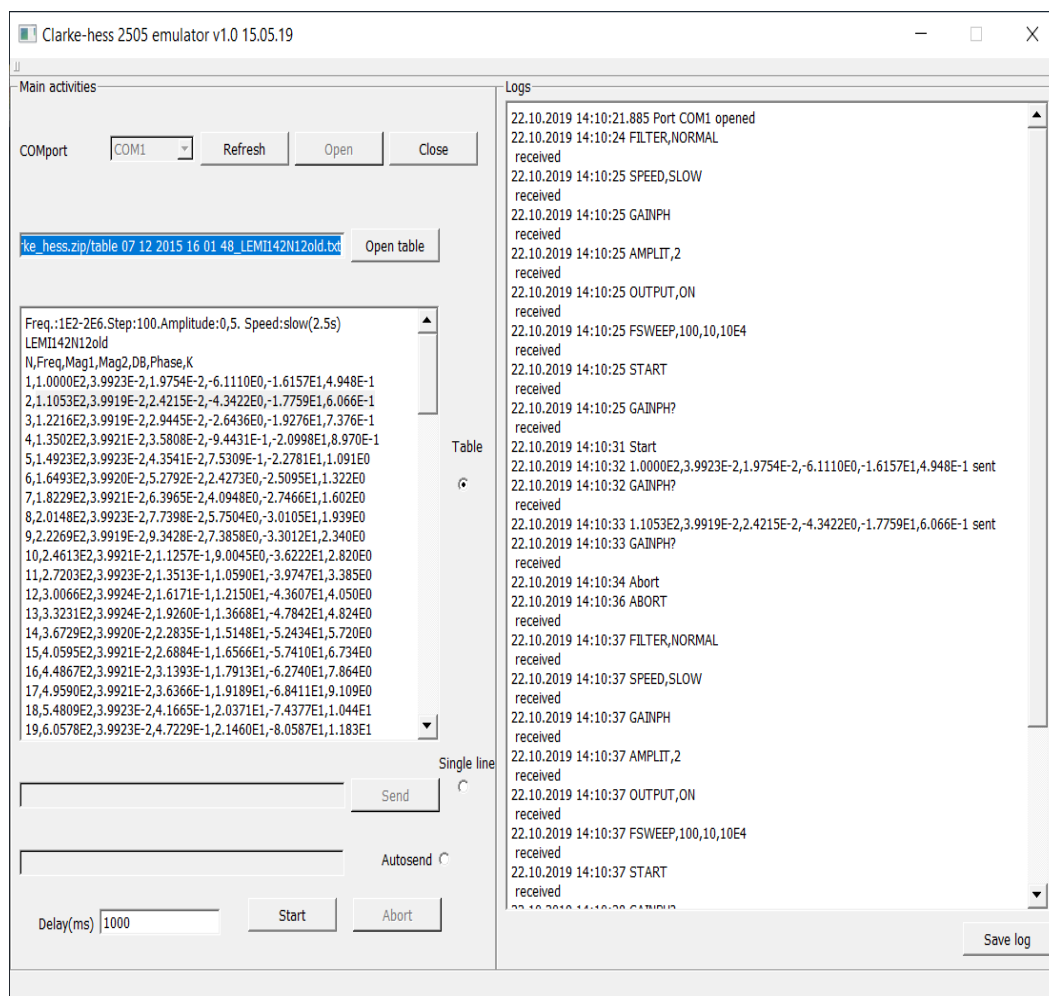 Clarke-hess 2505 emulator v1.0 15.05.19
Main activities
COMport
COM1
Refresh
Open
Close
rke_hess.zip/table 07 12 2015 16 01 48_LEMI142N12old.txt
Open table
Freq.:1E2-2E6.Step:100.Amplitude:0,5. Speed:slow(2.5s)
LEMI142N12old
N,Freq,Mag1,Mag2,DB,Phase,K
1,1.0000E2,3.9923E-2,1.9754E-2,-6.1110E0,-1.6157E1,4.948E-1
2,1.1053E2,3.9919E-2,2.4215E-2,-4.3422E0,-1.7759E1,6.066E-1
3,1.2216E2,3.9919E-2,2.9445E-2,-2.6436E0,-1.9276E1,7.376E-1
4,1.3502E2,3.9921E-2,3.5808E-2,-9.4431E-1,-2.0998E1,8.970E-1
5,1.4923E2,3.9923E-2,4.3541E-2,7.5309E-1,-2.2781E1,1.091E0
6,1.6493E2,3.9920E-2,5.2792E-2,2.4273E0,-2.5095E1,1.322E0
7,1.8229E2,3.9921E-2,6.3965E-2,4.0948E0,-2.7466E1,1.602E0
8,2.0148E2,3.9923E-2,7.7398E-2,5.7504E0,-3.0105E1,1.939E0
9,2.2269E2,3.9919E-2,9.3428E-2,7.3858E0,-3.3012E1,2.340E0
10,2.4613E2,3.9921E-2,1.1257E-1,9.0045E0,-3.6222E1,2.820E0
11,2.7203E2,3.9923E-2,1.3513E-1,1.0590E1,-3.9747E1,3.385E0
12,3.0066E2,3.9924E-2,1.6171E-1,1.2150E1,-4.3607E1,4.050E0
13,3.3231E2,3.9924E-2,1.9260E-1,1.3668E1,-4.7842E1,4.824E0
14,3.6729E2,3.9920E-2,2.2835E-1,1.5148E1,-5.2434E1,5.720E0
15,4.0595E2,3.9921E-2,2.6884E-1,1.6566E1,-5.7410E1,6.734E0
16,4.4867E2,3.9921E-2,3.1393E-1,1.7913E1,-6.2740E1,7.864E0
17,4.9590E2,3.9921E-2,3.6366E-1,1.9189E1,-6.8411E1,9.109E0
18,5.4809E2,3.9923E-2,4.1665E-1,2.0371E1,-7.4377E1,1.044E1
19,6.0578E2,3.9923E-2,4.7229E-1,2.1460E1,-8.0587E1,1.183E1
Table
Single line
Send
Autosend
Delay(ms)
1000
Start
Abort
Logs
22.10.2019 14:10:21.885 Port COM1 opened
22.10.2019 14:10:24 FILTER,NORMAL
received
22.10.2019 14:10:25 SPEED,SLOW
received
22.10.2019 14:10:25 GAINPH
received
22.10.2019 14:10:25 AMPLIT,2
received
22.10.2019 14:10:25 OUTPUT,ON
received
22.10.2019 14:10:25 FSWEEP,100,10,10E4
received
22.10.2019 14:10:25 START
received
22.10.2019 14:10:25 GAINPH?
received
22.10.2019 14:10:31 Start
22.10.2019 14:10:32 1.0000E2,3.9923E-2,1.9754E-2,-6.1110E0,-1.6157E1,4.948E-1 sent
22.10.2019 14:10:32 GAINPH?
received
22.10.2019 14:10:33 1.1053E2,3.9919E-2,2.4215E-2,-4.3422E0,-1.7759E1,6.066E-1 sent
22.10.2019 14:10:33 GAINPH?
received
22.10.2019 14:10:34 Abort
22.10.2019 14:10:36 ABORT
received
22.10.2019 14:10:37 FILTER,NORMAL
received
22.10.2019 14:10:37 SPEED,SLOW
received
22.10.2019 14:10:37 GAINPH
received
22.10.2019 14:10:37 AMPLIT,2
received
22.10.2019 14:10:37 OUTPUT,ON
received
22.10.2019 14:10:37 FSWEEP,100,10,10E4
received
22.10.2019 14:10:37 START
received
Save log